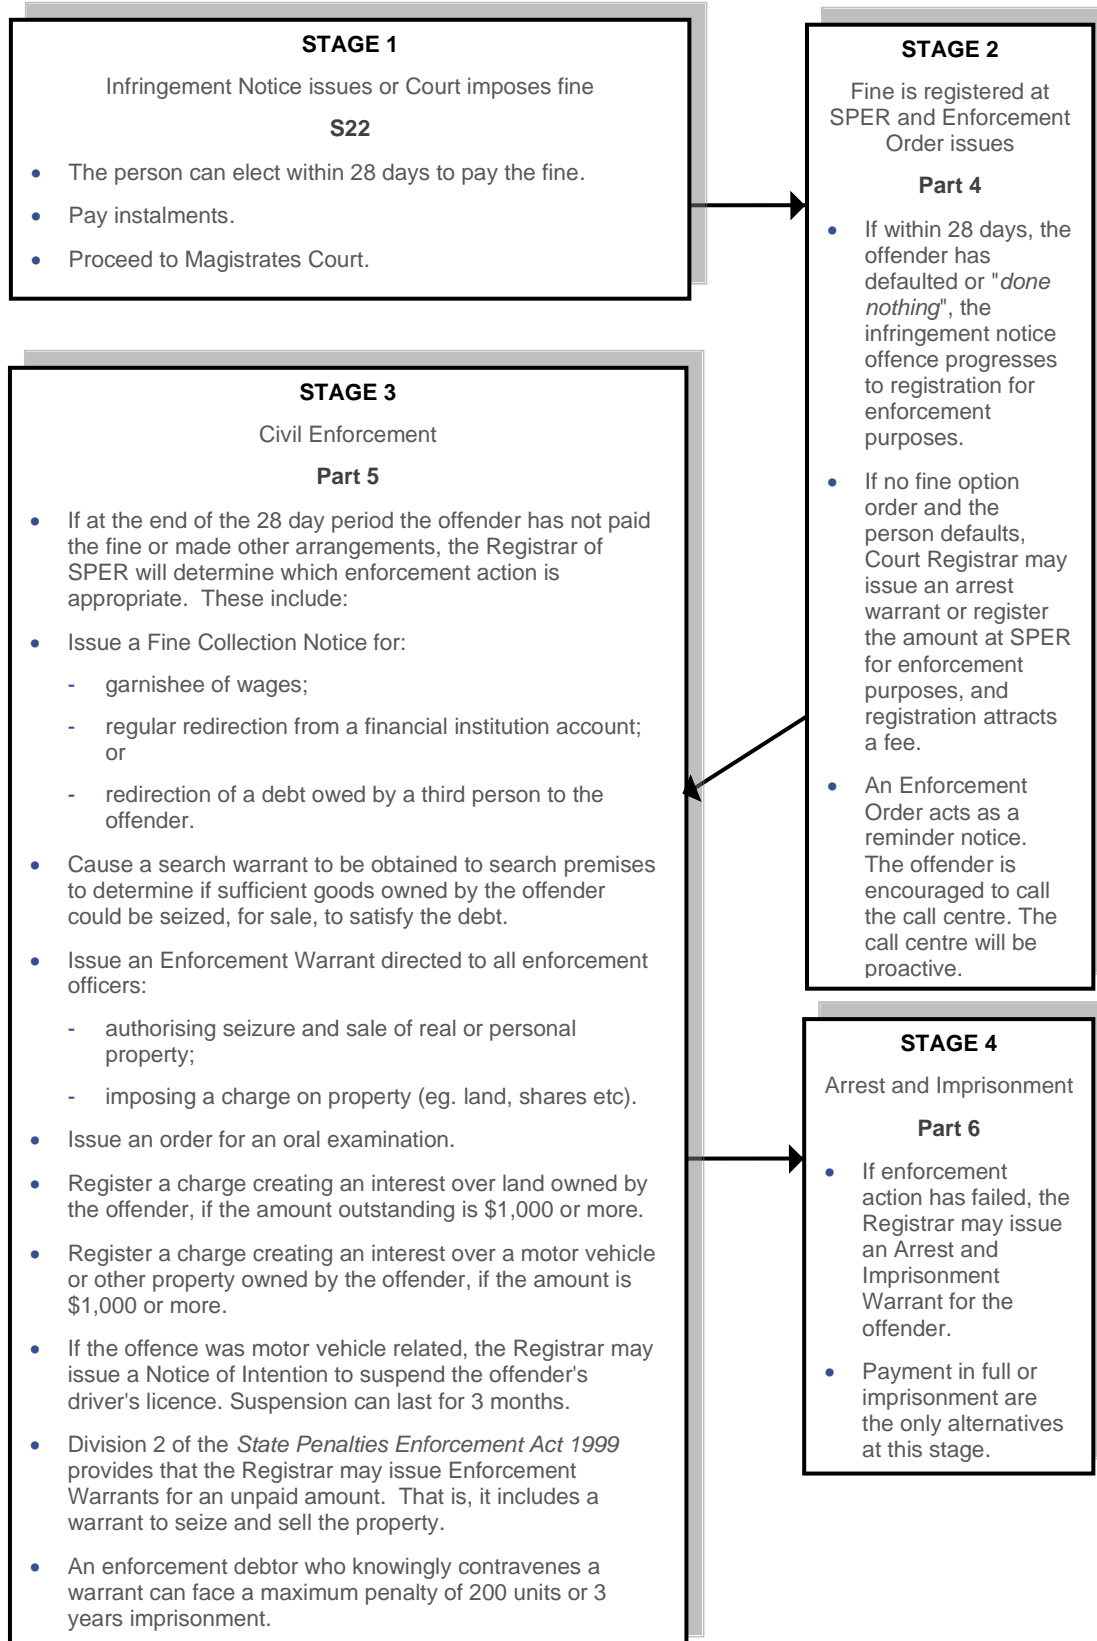 STAGE 1
Infringement Notice issues or Court imposes fine
S22
• The person can elect within 28 days to pay the fine.
• Pay instalments.
• Proceed to Magistrates Court.
STAGE 2
Fine is registered at
SPER and Enforcement
Order issues
Part 4
• If within 28 days, the
offender has
defaulted or "done
nothing", the
infringement notice
offence progresses
to registration for
enforcement
purposes.
• If no fine option
order and the
person defaults,
Court Registrar may
issue an arrest
warrant or register
the amount at SPER
for enforcement
purposes, and
registration attracts
a fee.
• An Enforcement
Order acts as a
reminder notice.
The offender is
encouraged to call
the call centre. The
call centre will be
proactive.
STAGE 3
Civil Enforcement
Part 5
• If at the end of the 28 day period the offender has not paid
the fine or made other arrangements, the Registrar of
SPER will determine which enforcement action is
appropriate. These include:
• Issue a Fine Collection Notice for:
- garnishee of wages;
- regular redirection from a financial institution account;
or
- redirection of a debt owed by a third person to the
offender.
• Cause a search warrant to be obtained to search premises
to determine if sufficient goods owned by the offender
could be seized, for sale, to satisfy the debt.
• Issue an Enforcement Warrant directed to all enforcement
officers:
- authorising seizure and sale of real or personal
property;
- imposing a charge on property (eg. land, shares etc).
• Issue an order for an oral examination.
• Register a charge creating an interest over land owned by
the offender, if the amount outstanding is $1,000 or more.
• Register a charge creating an interest over a motor vehicle
or other property owned by the offender, if the amount is
$1,000 or more.
• If the offence was motor vehicle related, the Registrar may
issue a Notice of Intention to suspend the offender's
driver's licence. Suspension can last for 3 months.
• Division 2 of the State Penalties Enforcement Act 1999
provides that the Registrar may issue Enforcement
Warrants for an unpaid amount. That is, it includes a
warrant to seize and sell the property.
• An enforcement debtor who knowingly contravenes a
warrant can face a maximum penalty of 200 units or 3
years imprisonment.
STAGE 4
Arrest and Imprisonment
Part 6
• If enforcement
action has failed, the
Registrar may issue
an Arrest and
Imprisonment
Warrant for the
offender.
• Payment in full or
imprisonment are
the only alternatives
at this stage.